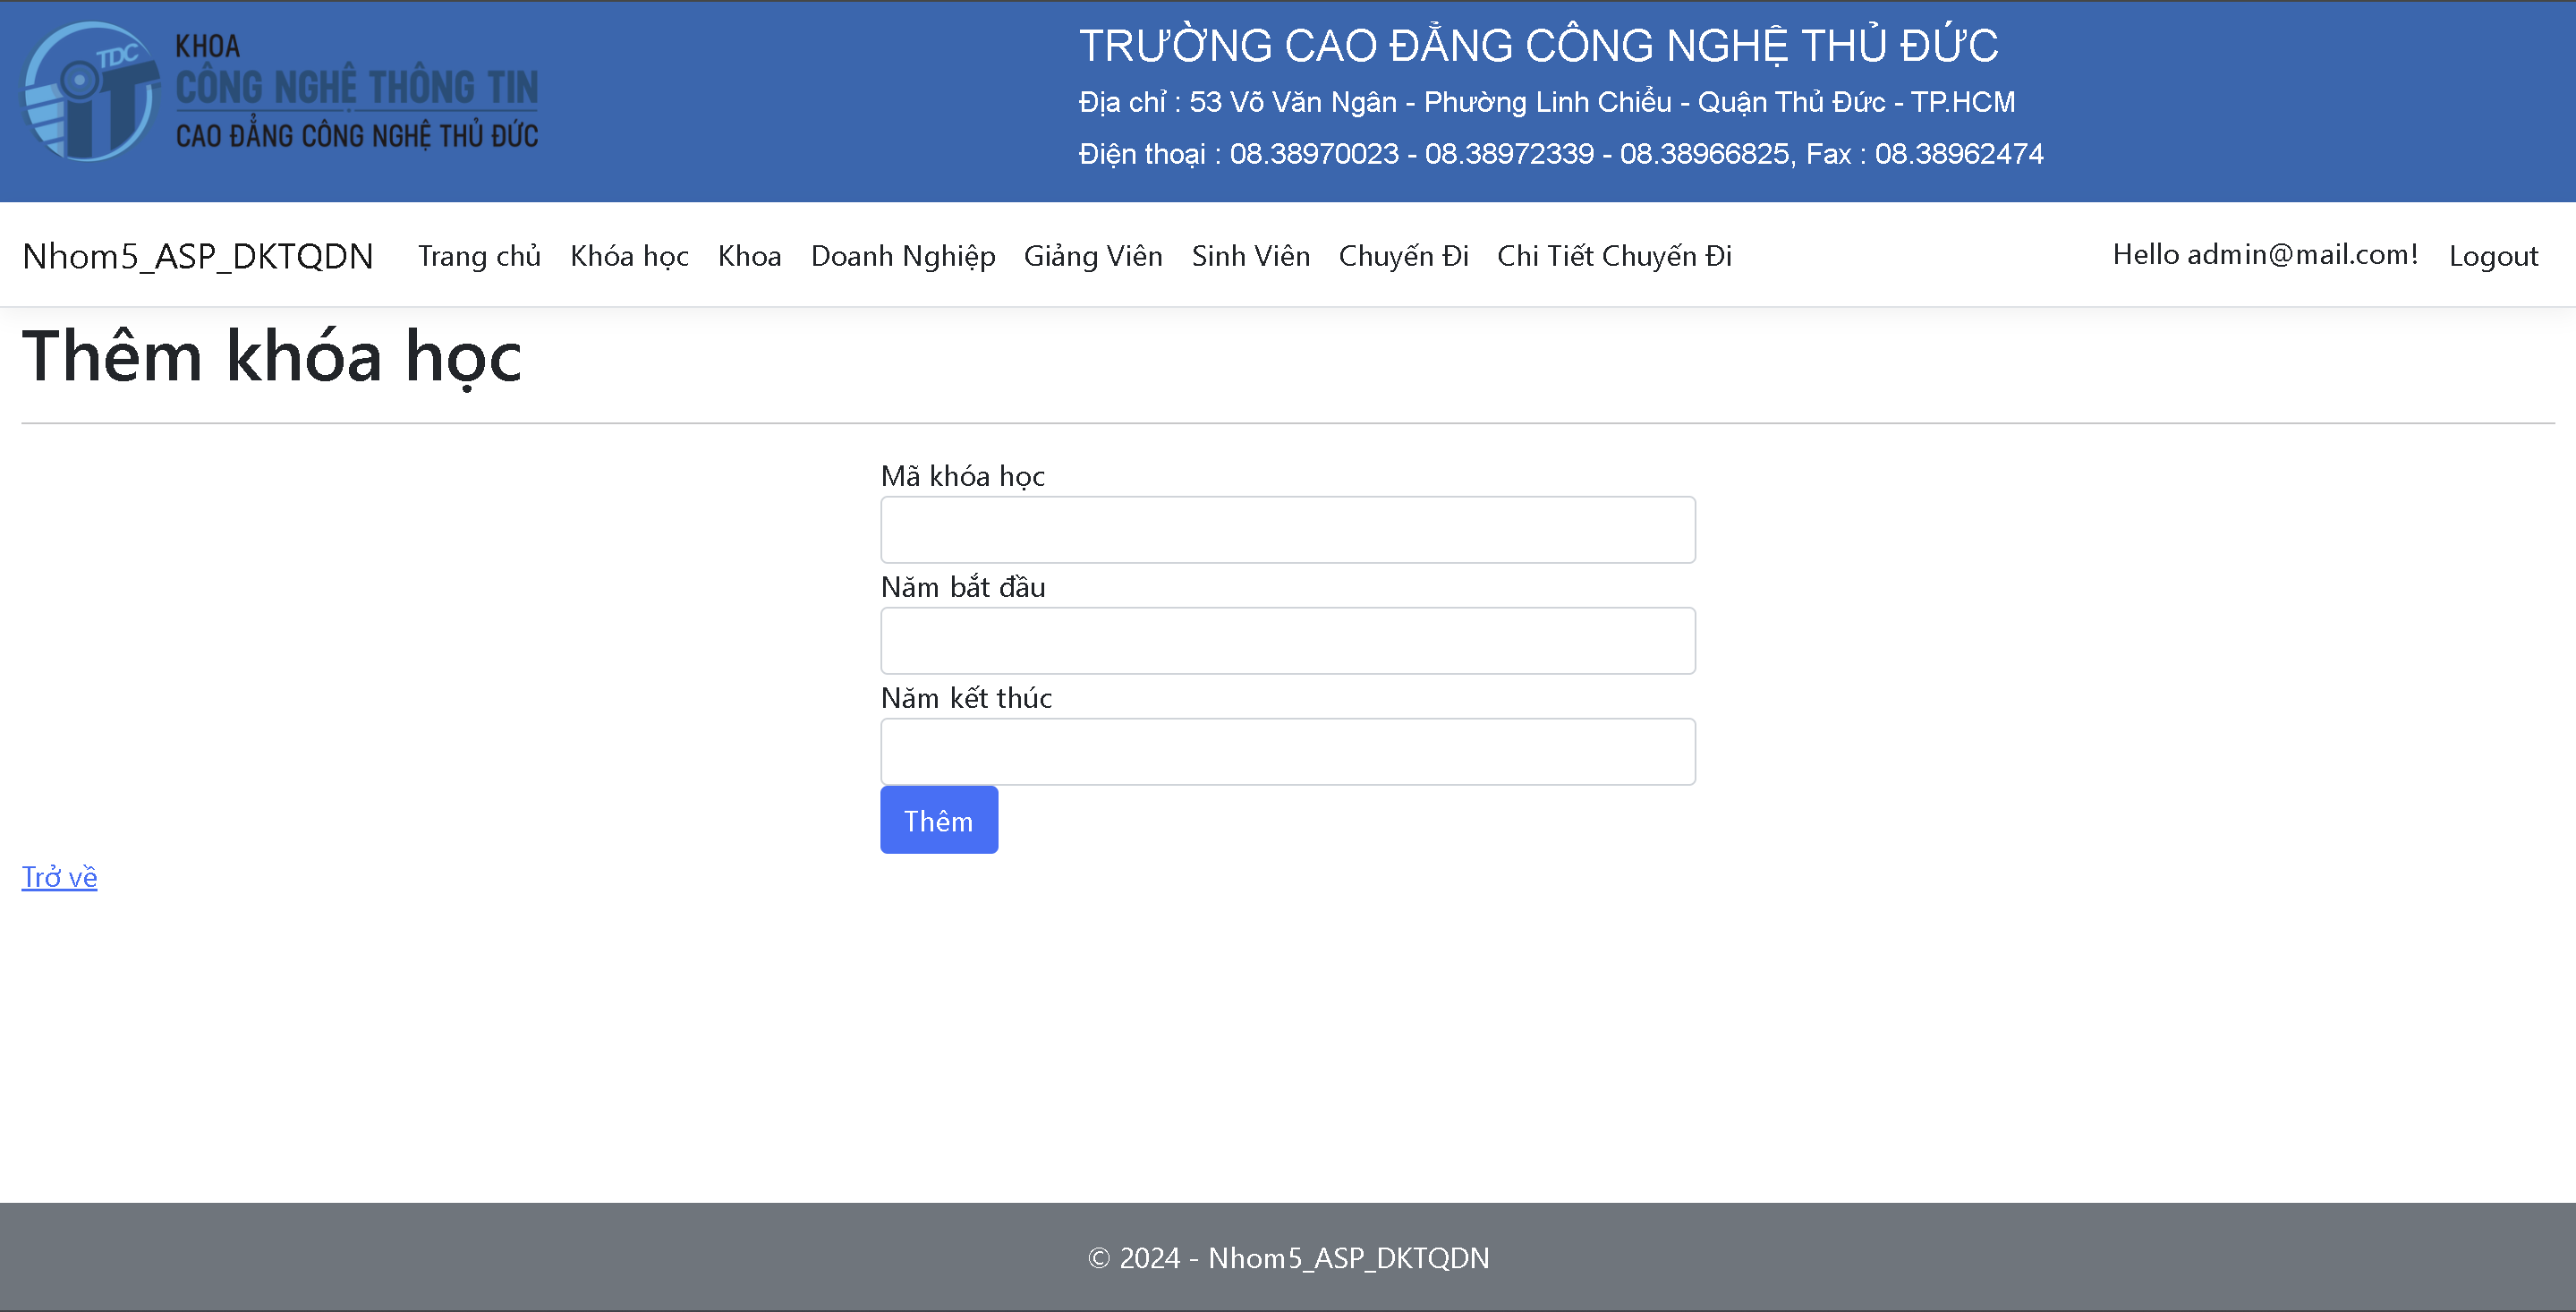 TDC
iT
KHOA
CÔNG NGHỆ THÔNG TIN
CAO ĐẲNG CÔNG NGHỆ THỦ ĐỨC
TRƯỜNG CAO ĐẲNG CÔNG NGHỆ THỦ ĐỨC
Địa chỉ : 53 Võ Văn Ngân - Phường Linh Chiểu - Quận Thủ Đức - TP.HCM
Điện thoại : 08.38970023 - 08.38972339 - 08.38966825, Fax : 08.38962474
Nhom5_ASP_DKTQDN Trang chủ Khóa học Khoa Doanh Nghiệp Giảng Viên Sinh Viên Chuyến Đi Chi Tiết Chuyến Đi Hello admin@mail.com! Logout
Thêm khóa học
Mã khóa học
Năm bắt đầu
Năm kết thúc
Thêm
Trở về
© 2024 - Nhom5_ASP_DKTQDN